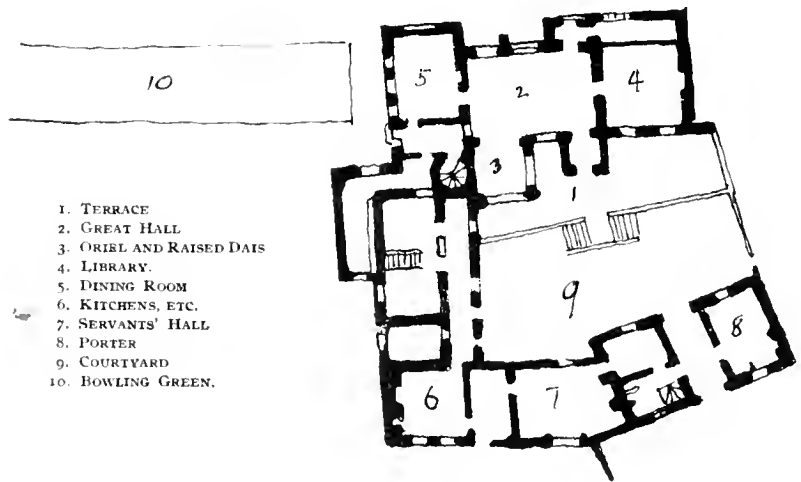 10
5
2
4
3
1
9
8
6
7
1. TERRACE
2. GREAT HALL
3. ORIEL AND RAISED DAIS
4. LIBRARY.
5. DINING ROOM
6. KITCHENS, ETC.
7. SERVANTS' HALL
8. PORTER
9. COURTYARD
10. BOWLING GREEN.